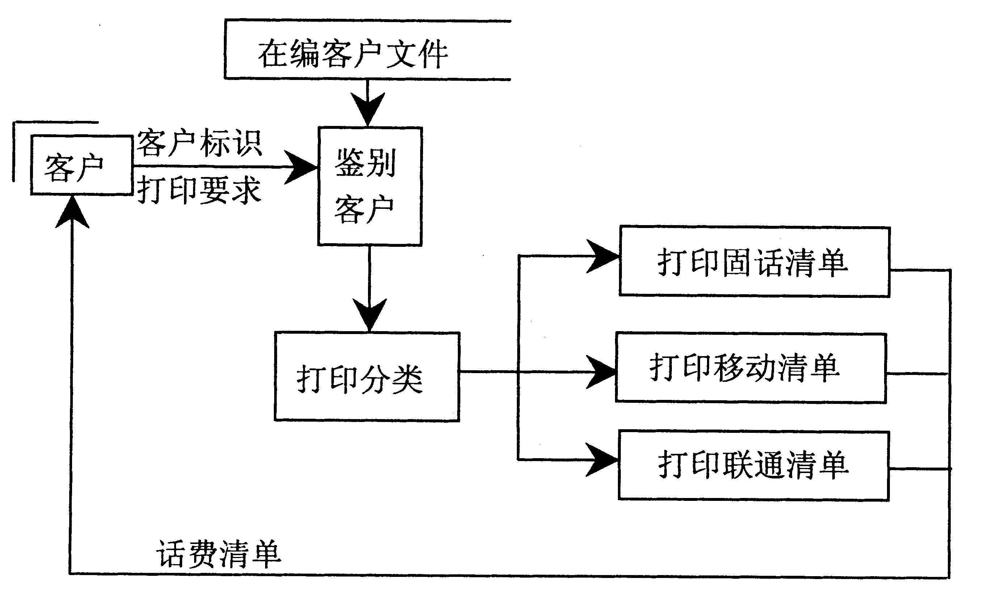 在编客户文件
客户
客户标识
打印要求
鉴别
客户
打印分类
打印固话清单
打印移动清单
打印联通清单
话费清单